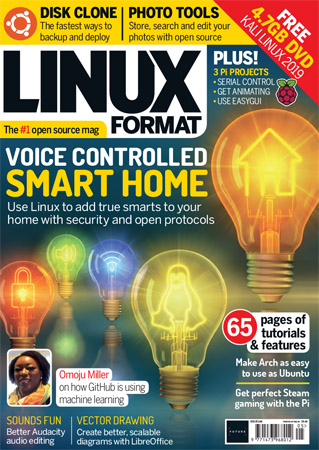 DISK CLONE
The fastest ways to
backup and deploy
PHOTO TOOLS
Store, search and edit your
photos with open source
FREE
4.7GB DVD
KALI LINUX 2019
LINUX
FORMAT
The #1 open source mag
PLUS!
3 Pi PROJECTS
• SERIAL CONTROL
• GET ANIMATING
• USE EASYGUI
VOICE CONTROLLED
SMART HOME
Use Linux to add true smarts to your
home with security and open protocols
65 pages of
tutorials
& features
Make Arch as easy
to use as Ubuntu
Get perfect Steam
gaming with the Pi
Omoju Miller
on how GitHub is using
machine learning
SOUNDS FUN
Better Audacity
audio editing
VECTOR DRAWING
Create better, scalable
diagrams with LibreOffice
FUTURE
05